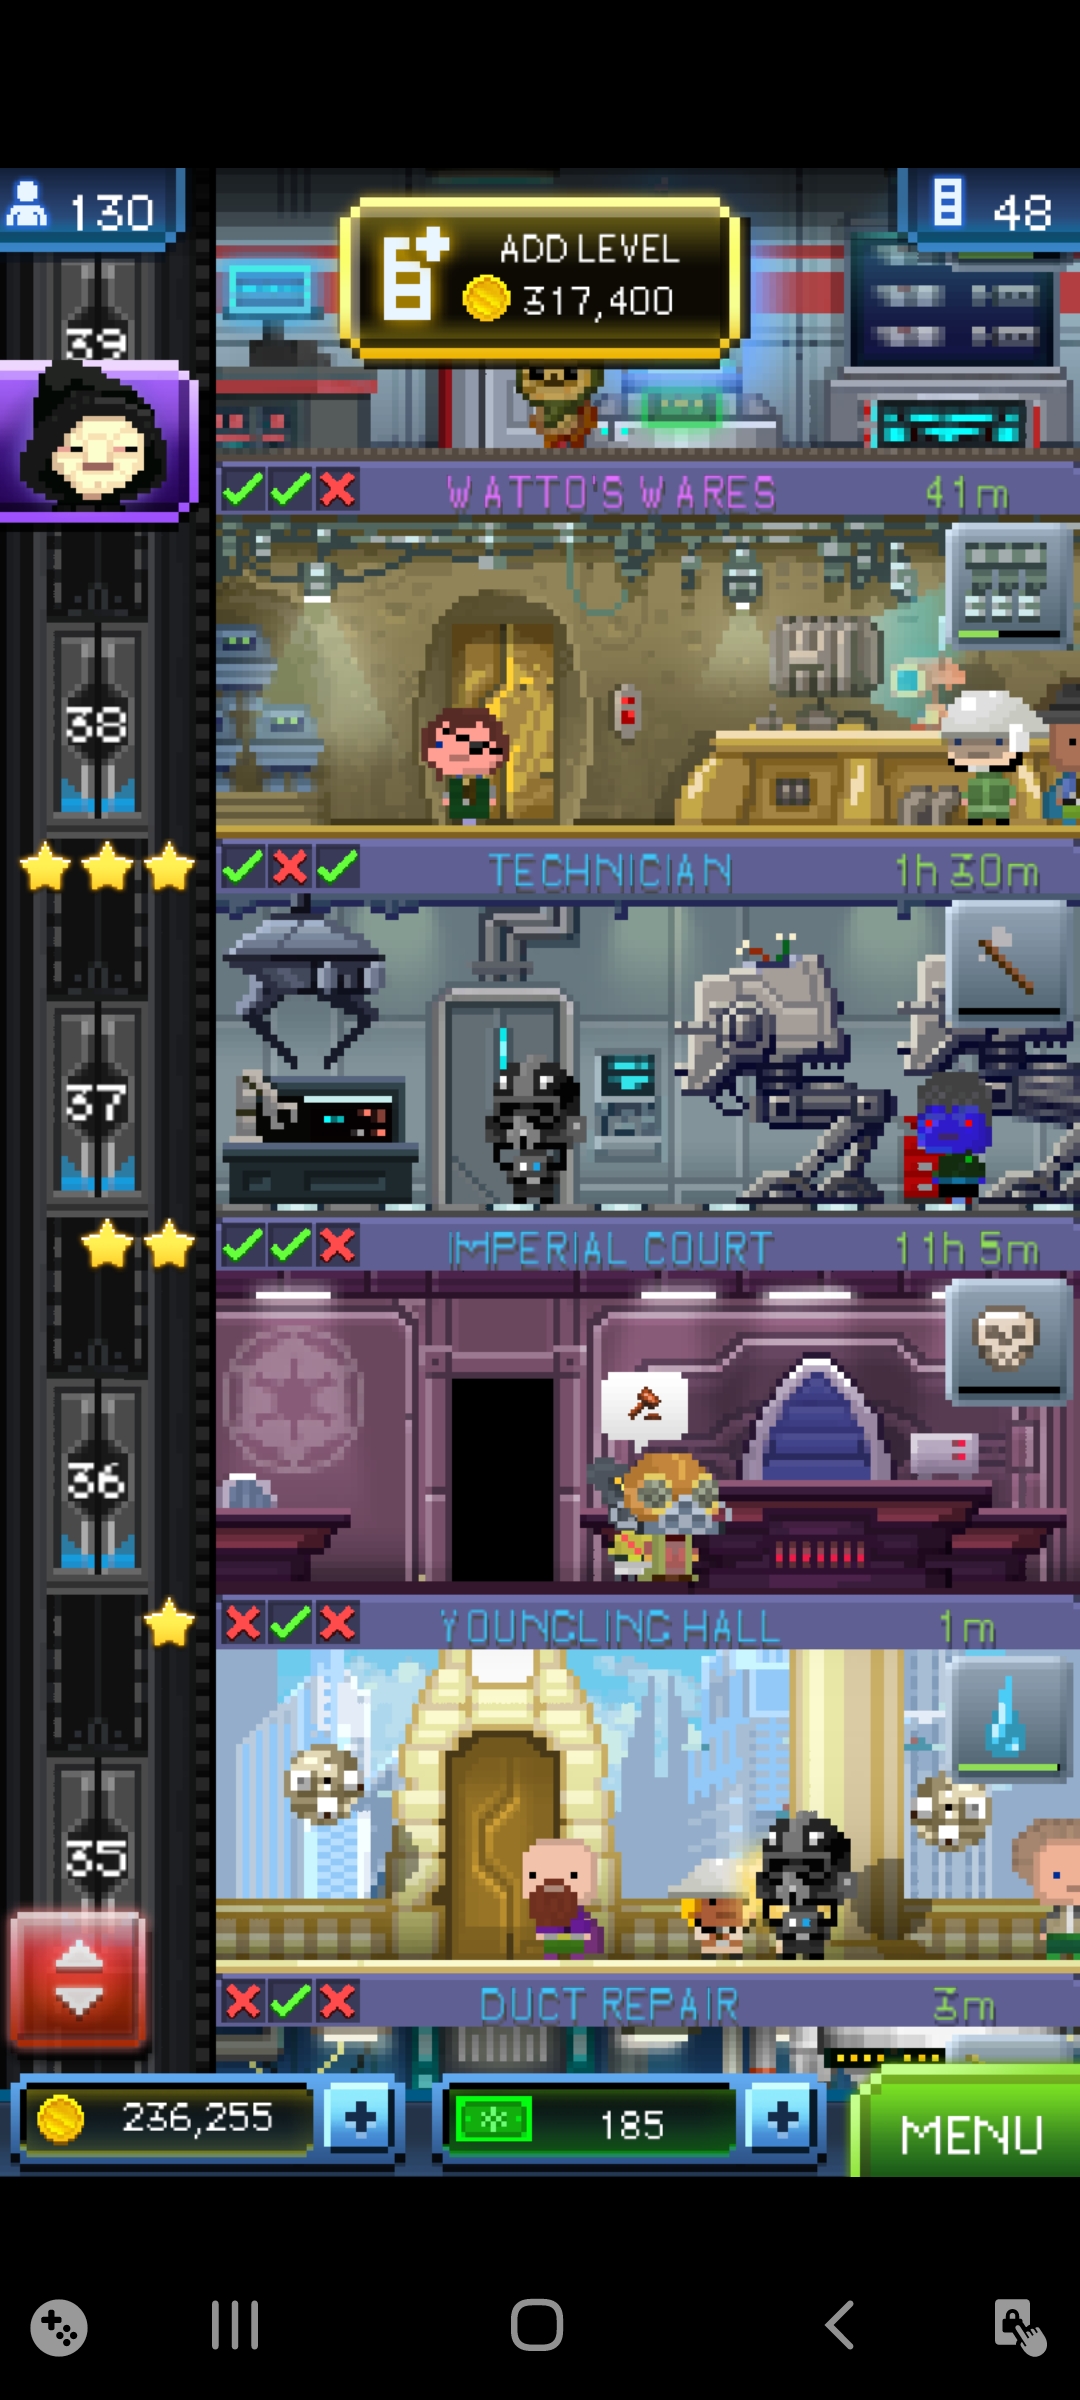 130
ADD LEVEL
317,400
48
39
WATTO'S WARES 41m
38
TECHNICIAN 1h 30m
37
IMPERIAL COURT 11h 5m
36
YOUNGLING HALL 1m
35
DUCT REPAIR 3m
236,255
185
MENU